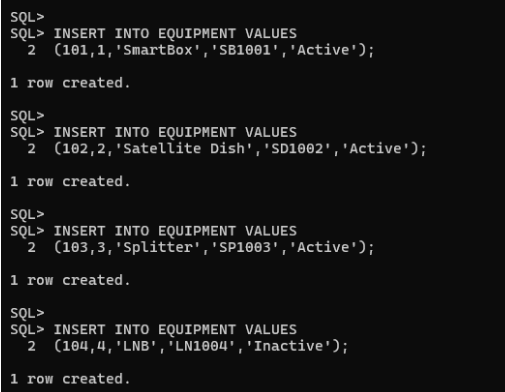 SQL>
SQL> INSERT INTO EQUIPMENT VALUES
  2  (101,1,'SmartBox','SB1001','Active');
1 row created.
SQL>
SQL> INSERT INTO EQUIPMENT VALUES
  2  (102,2,'Satellite Dish','SD1002','Active');
1 row created.
SQL>
SQL> INSERT INTO EQUIPMENT VALUES
  2  (103,3,'Splitter','SP1003','Active');
1 row created.
SQL>
SQL> INSERT INTO EQUIPMENT VALUES
  2  (104,4,'LNB','LN1004','Inactive');
1 row created.